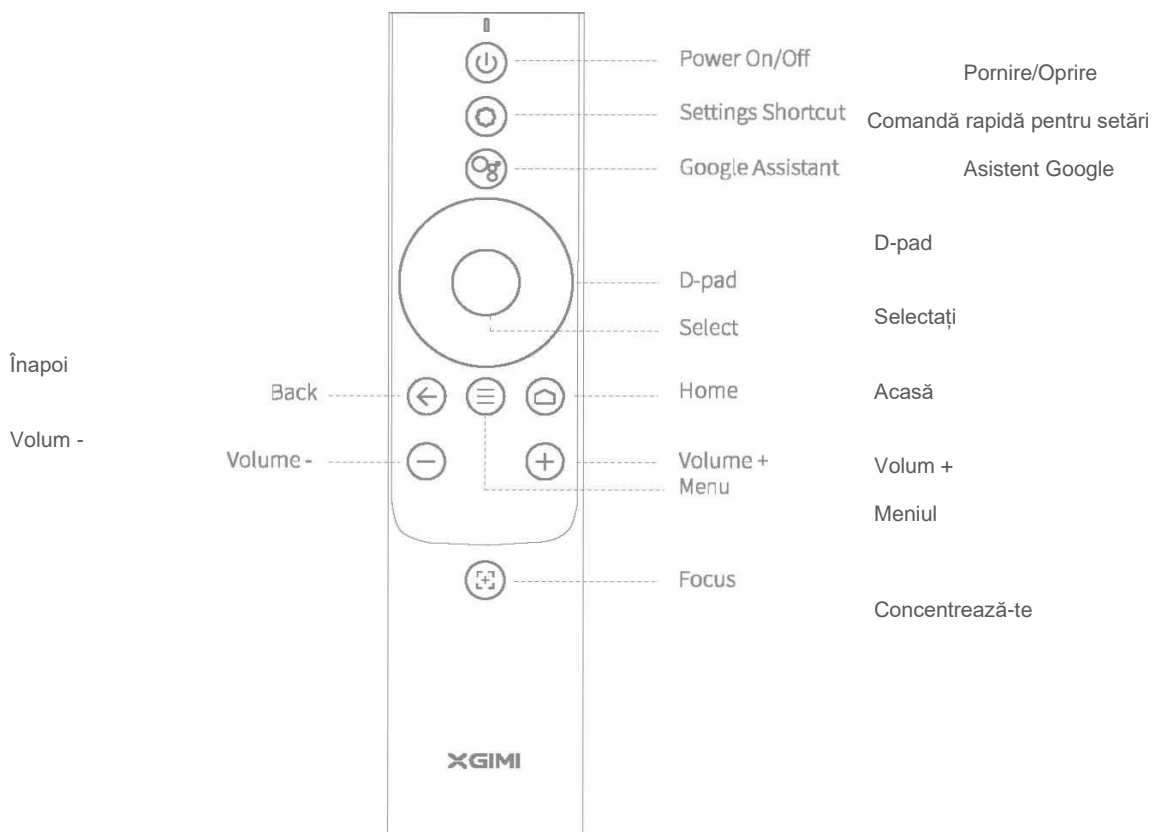 Power On/Off Pornire/Oprire
Settings Shortcut Comandă rapidă pentru setări
Google Assistant Asistent Google
D-pad
D-pad
Select Selectați
Înapoi
Back Home Acasă
Volum -
Volume - Volume + Volum +
Menu Meniul
Focus
Concentrează-te
XGIMI